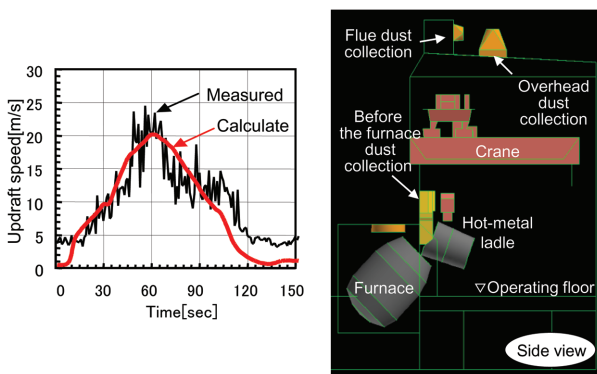 30
25
20
15
10
5
0
0 30 60 90 120 150
Updraft speed[m/s]
Time[sec]
Measured
Calculate
Flue dust
collection
Overhead
dust
collection
Before
the furnace
dust
collection
Crane
Hot-metal
ladle
Furnace
▽Operating floor
Side view